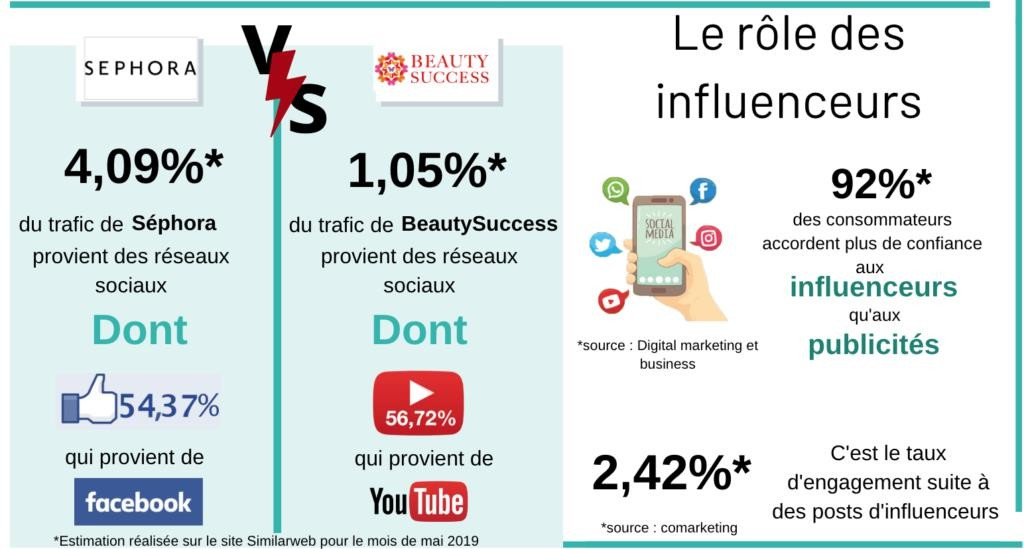 SEPHORA
VS
BEAUTY
SUCCESS
4,09%*
du trafic de Séphora
provient des réseaux
sociaux
Dont
54,37%
qui provient de
facebook
1,05%*
du trafic de BeautySuccess
provient des réseaux
sociaux
Dont
56,72%
qui provient de
YouTube
*Estimation réalisée sur le site Similarweb pour le mois de mai 2019
Le rôle des
influenceurs
SOCIAL
MEDIA
*source : Digital marketing et
business
92%*
des consommateurs
accordent plus de confiance
aux
influenceurs
qu'aux
publicités
2,42%*
*source : comarketing
C'est le taux
d'engagement suite à
des posts d'influenceurs